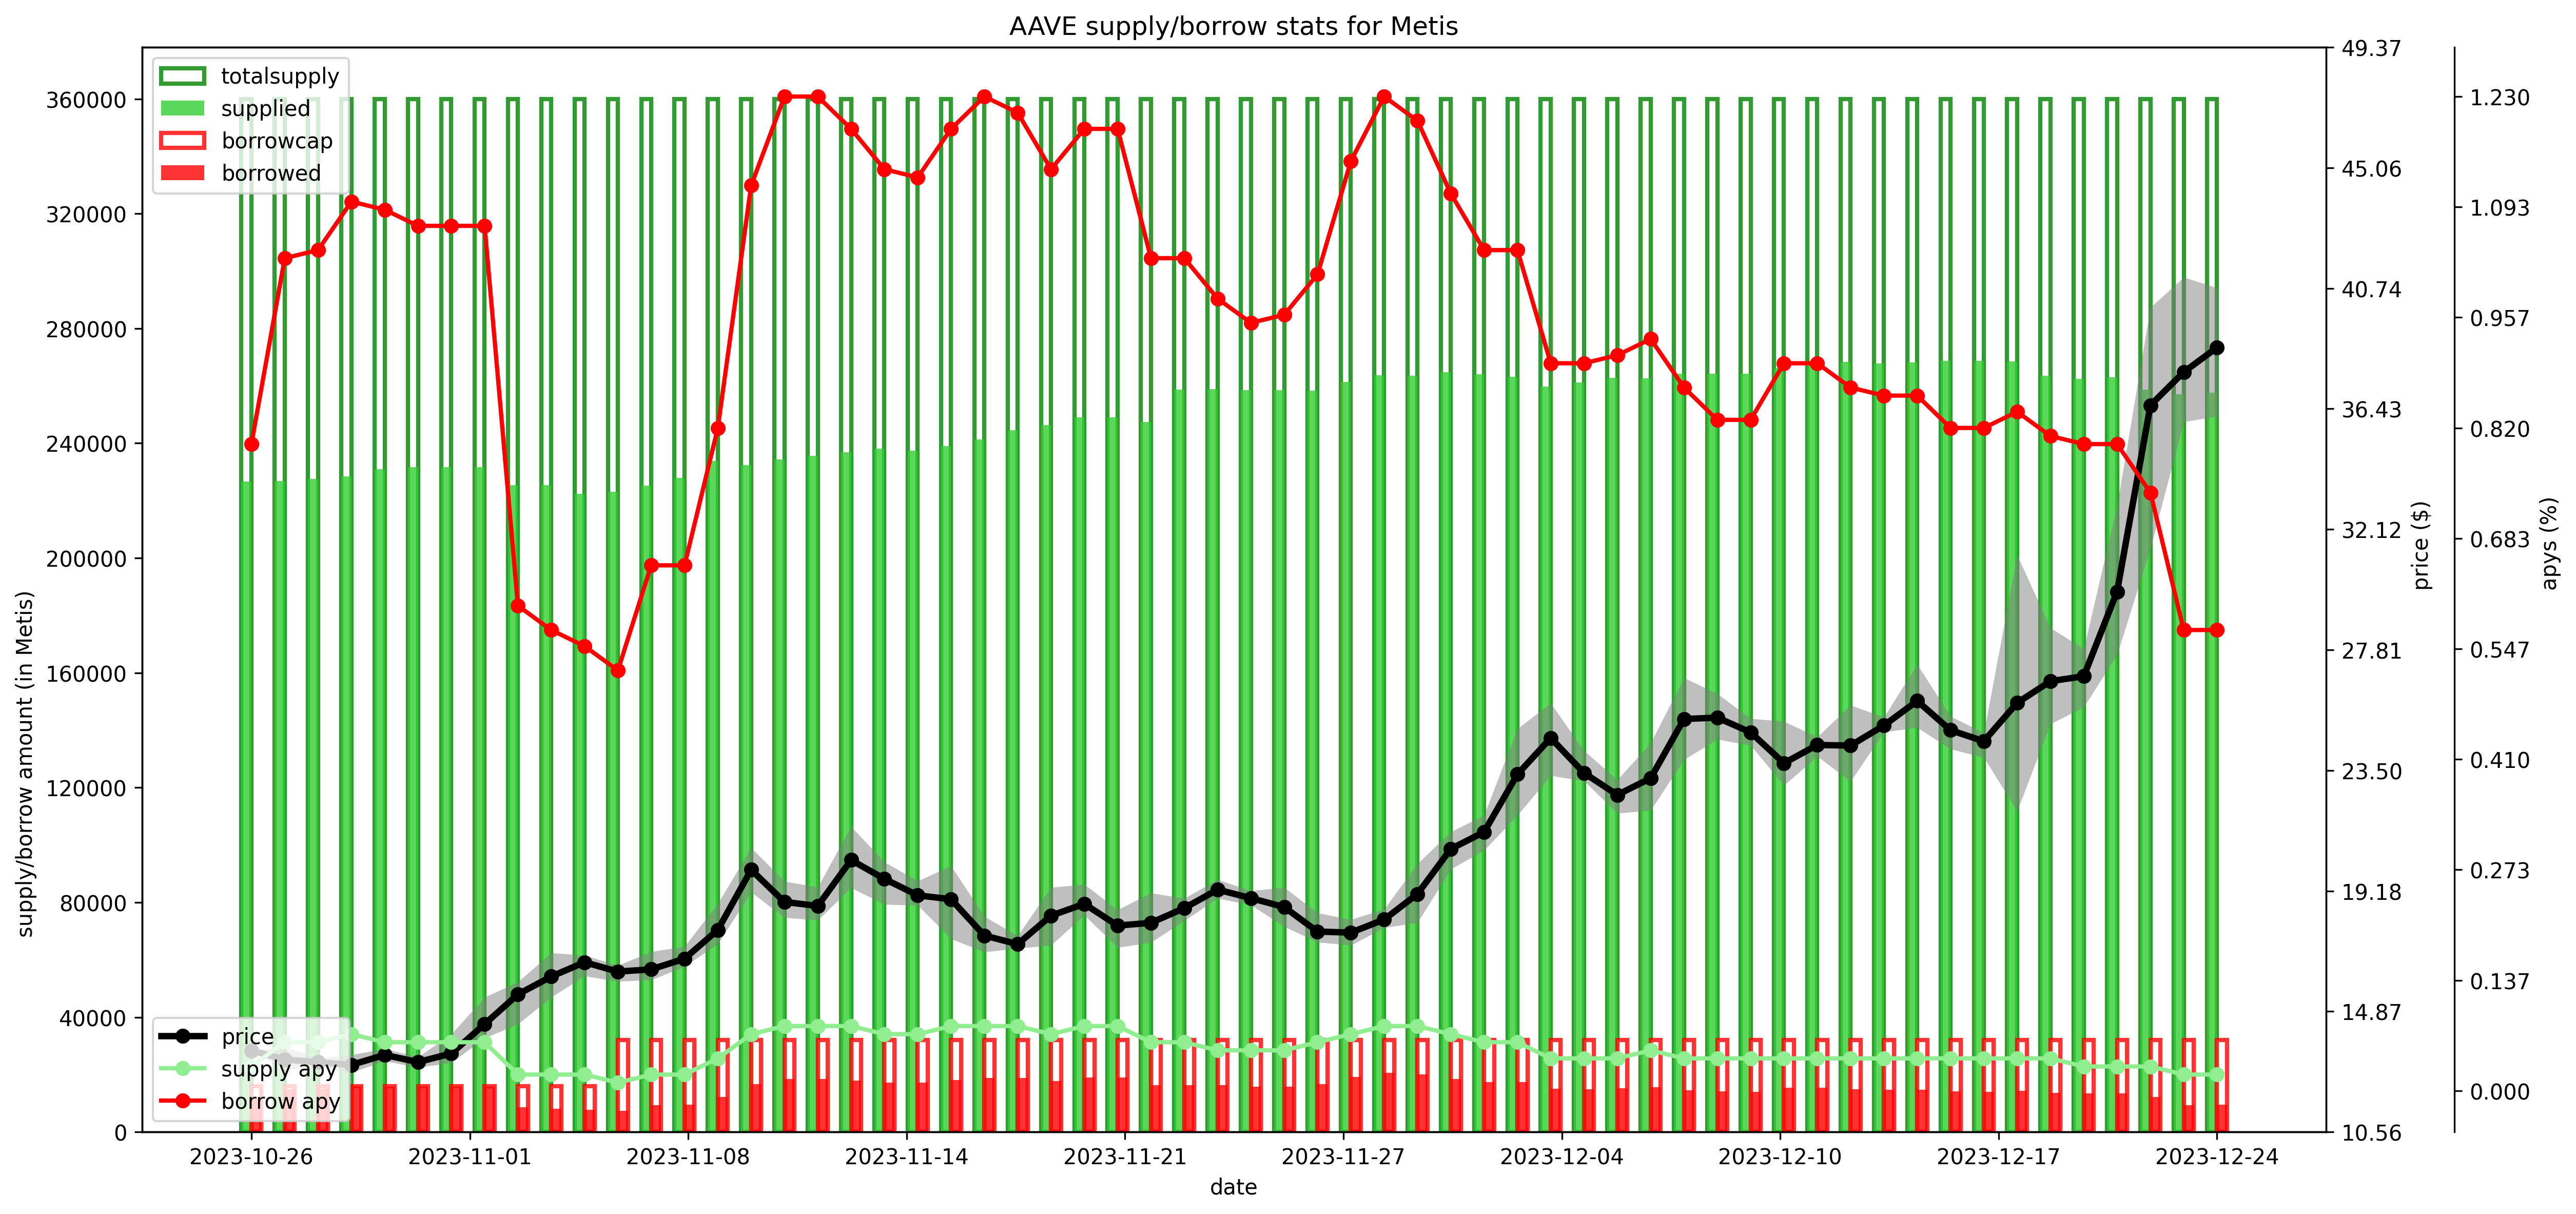 AAVE supply/borrow stats for Metis
totalsupply
supplied
borrowcap
borrowed
price
supply apy
borrow apy
supply/borrow amount (in Metis)
360000
320000
280000
240000
200000
160000
120000
80000
40000
0
49.37
45.06
40.74
36.43
32.12
27.81
23.50
19.18
14.87
10.56
price ($)
1.230
1.093
0.957
0.820
0.683
0.547
0.410
0.273
0.137
0.000
apys (%)
2023-10-26 2023-11-01 2023-11-08 2023-11-14 2023-11-21 2023-11-27 2023-12-04 2023-12-10 2023-12-17 2023-12-24
date